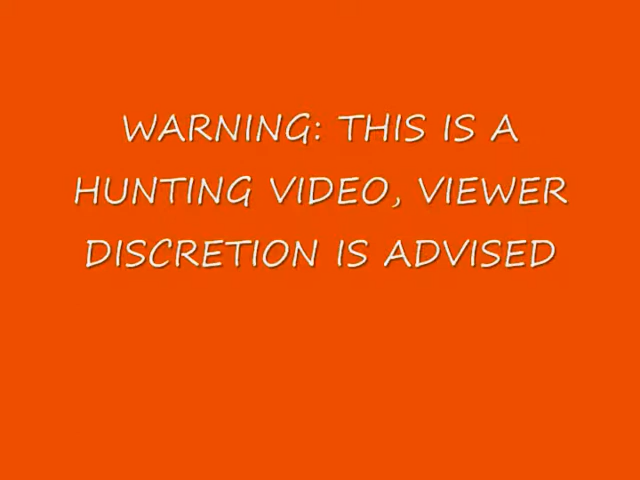 WARNING: THIS IS A
HUNTING VIDEO, VIEWER
DISCRETION IS ADVISED